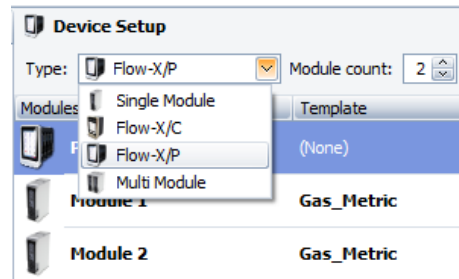 Device Setup
Type: Flow-X/P Module count: 2
Modules Template
Single Module
Flow-X/C
Flow-X/P (None)
Multi Module
Module 1 Gas_Metric
Module 2 Gas_Metric